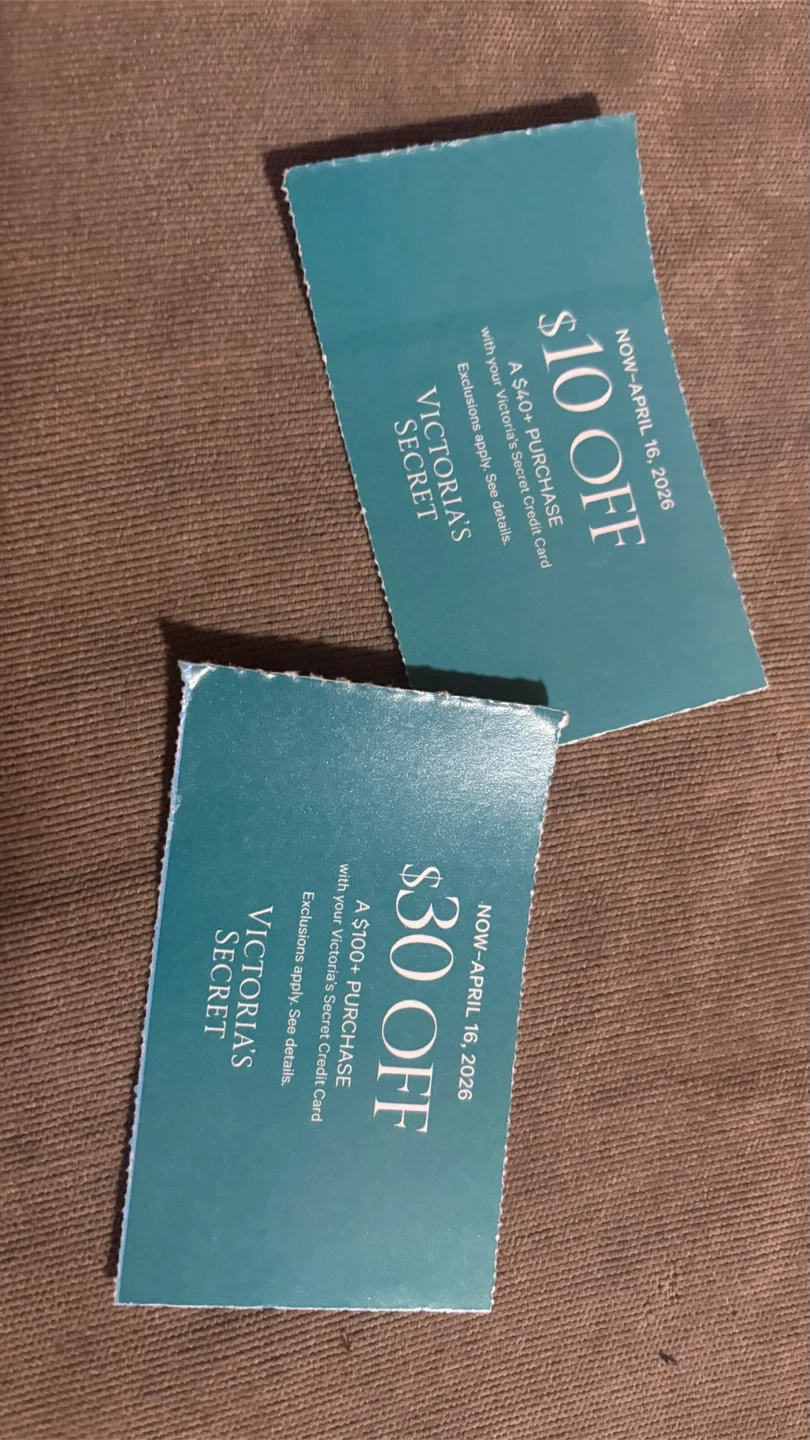 NOW–APRIL 16, 2026
$10 OFF
A $40+ PURCHASE
with your Victoria's Secret Credit Card
Exclusions apply. See details.
VICTORIA'S
SECRET
NOW–APRIL 16, 2026
$30 OFF
A $100+ PURCHASE
with your Victoria's Secret Credit Card
Exclusions apply. See details.
VICTORIA'S
SECRET